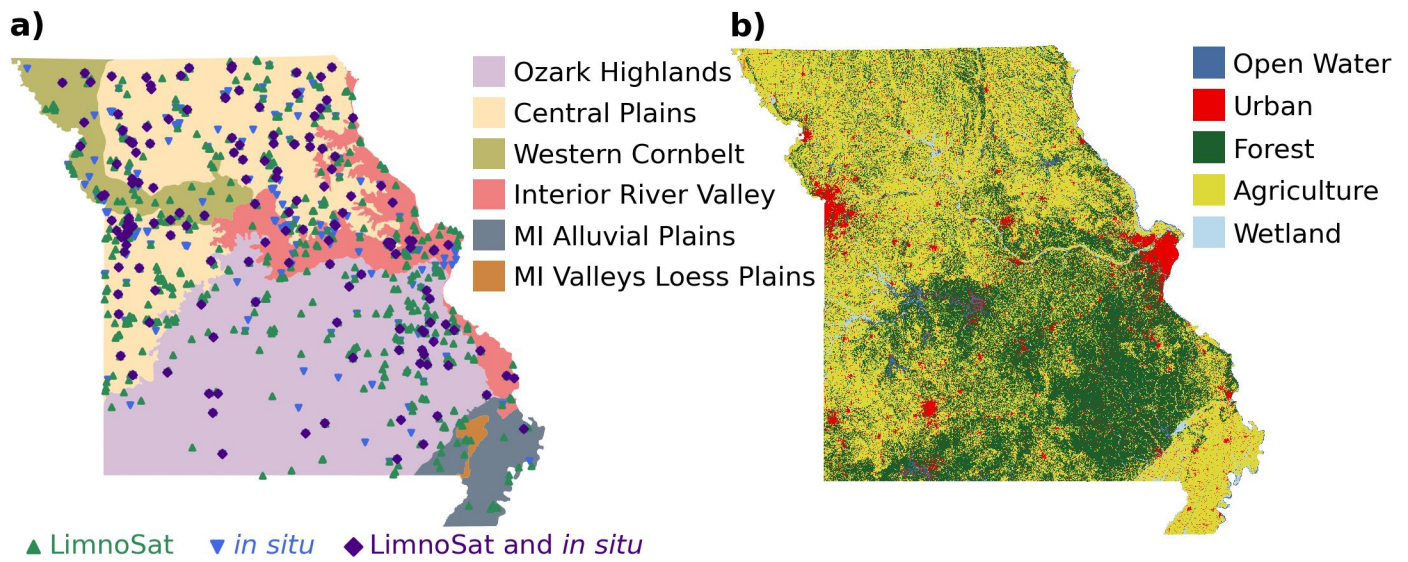 a)
Ozark Highlands
Central Plains
Western Cornbelt
Interior River Valley
MI Alluvial Plains
MI Valleys Loess Plains
LimnoSat
in situ
LimnoSat and in situ
b)
Open Water
Urban
Forest
Agriculture
Wetland